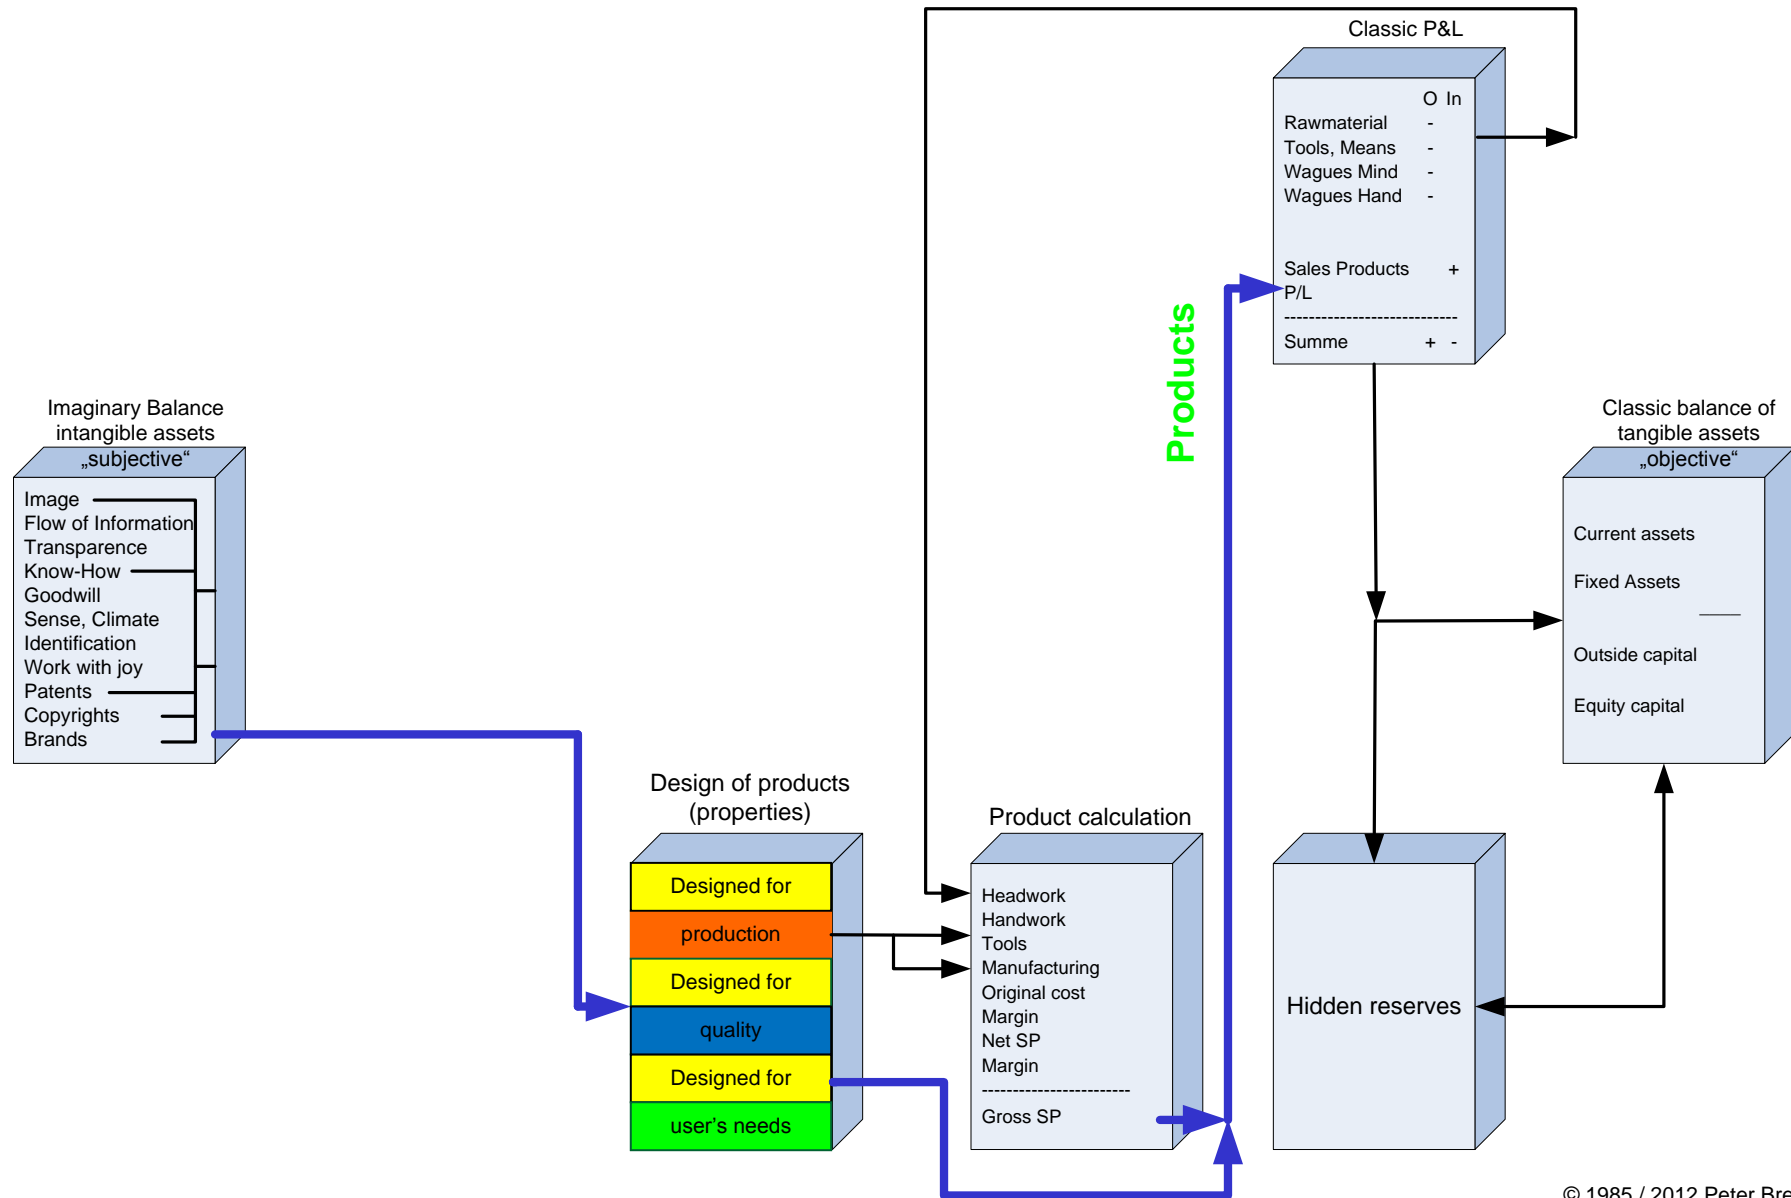 Classic P&L
O In
Rawmaterial -
Tools, Means -
Wagues Mind -
Wagues Hand -
Sales Products +
P/L
----------------------------
Summe + -
Products
Imaginary Balance
intangible assets
„subjective“
Image
Flow of Information
Transparence
Know-How
Goodwill
Sense, Climate
Identification
Work with joy
Patents
Copyrights
Brands
Classic balance of
tangible assets
„objective“
Current assets
Fixed Assets
Outside capital
Equity capital
Design of products
(properties)
Designed for
production
Designed for
quality
Designed for
user's needs
Product calculation
Headwork
Handwork
Tools
Manufacturing
Original cost
Margin
Net SP
Margin
------------------------
Gross SP
Hidden reserves
© 1985 / 2012 Peter Bra